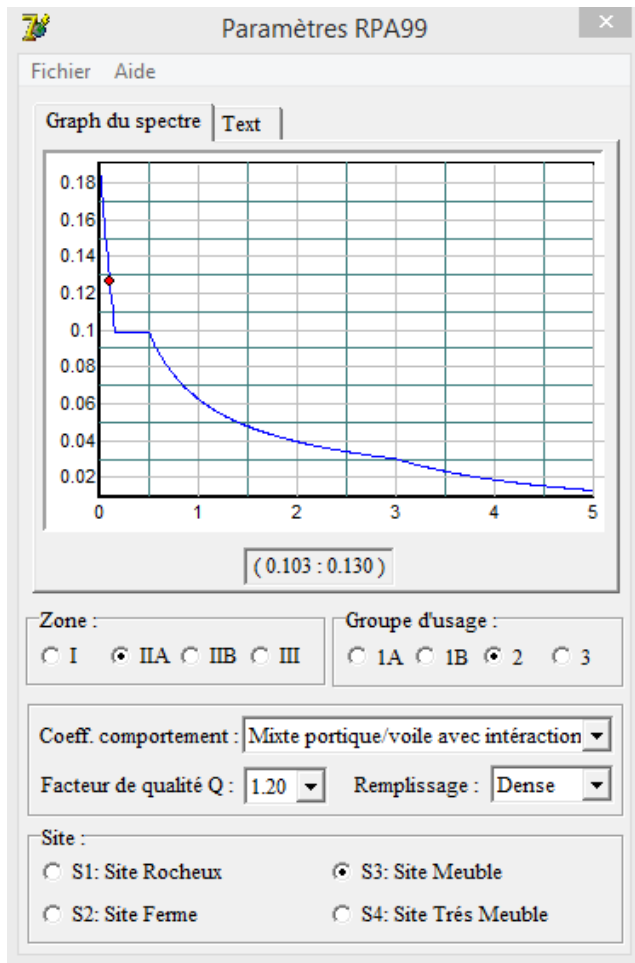 Paramètres RPA99
Fichier Aide
Graph du spectre Text
0.18
0.16
0.14
0.12
0.1
0.08
0.06
0.04
0.02
0 1 2 3 4 5
( 0.103 : 0.130 )
Zone :
I IIA IIB III
Groupe d'usage :
1A 1B 2 3
Coeff. comportement : Mixte portique/voile avec intéraction
Facteur de qualité Q : 1.20 Remplissage : Dense
Site :
S1: Site Rocheux S3: Site Meuble
S2: Site Ferme S4: Site Trés Meuble